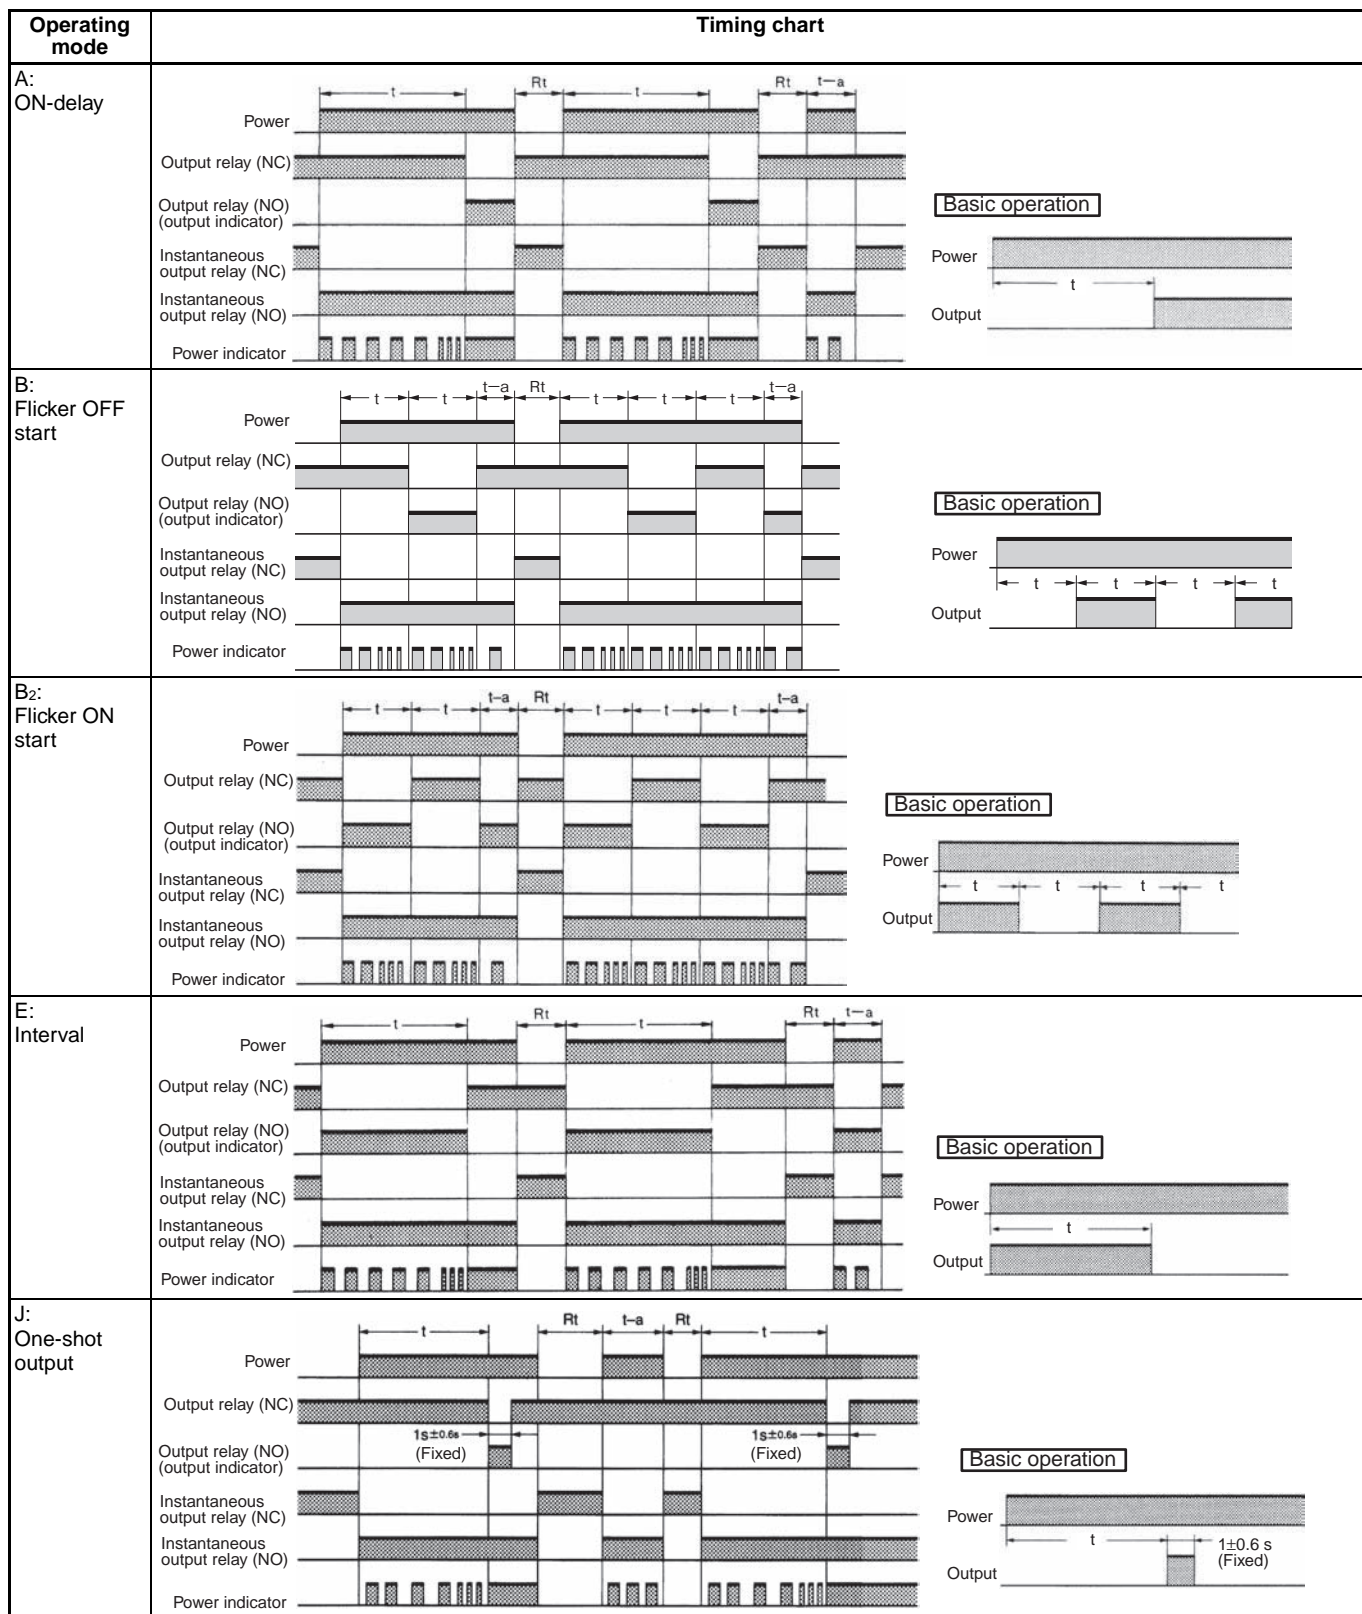 Operating
mode
Timing chart
A:
ON-delay
t
Rt
t
Rt
t—a
Power
Output relay (NC)
Output relay (NO)
(output indicator)
Instantaneous
output relay (NC)
Instantaneous
output relay (NO)
Power indicator
Basic operation
Power
t
Output
B:
Flicker OFF
start
t
t
t—a
Rt
t
t
t
t—a
Power
Output relay (NC)
Output relay (NO)
(output indicator)
Instantaneous
output relay (NC)
Instantaneous
output relay (NO)
Power indicator
Basic operation
Power
t
t
t
t
Output
B2:
Flicker ON
start
t
t
t–a
Rt
t
t
t
t–a
Power
Output relay (NC)
Output relay (NO)
(output indicator)
Instantaneous
output relay (NC)
Instantaneous
output relay (NO)
Power indicator
Basic operation
Power
t
t
t
t
Output
E:
Interval
t
Rt
t
Rt
t—a
Power
Output relay (NC)
Output relay (NO)
(output indicator)
Instantaneous
output relay (NC)
Instantaneous
output relay (NO)
Power indicator
Basic operation
Power
t
Output
J:
One-shot
output
t
Rt
t–a
Rt
t
Power
Output relay (NC)
1s±0.6s
(Fixed)
1s±0.6s
(Fixed)
Output relay (NO)
(output indicator)
Instantaneous
output relay (NC)
Instantaneous
output relay (NO)
Power indicator
Basic operation
Power
t
1±0.6 s
(Fixed)
Output